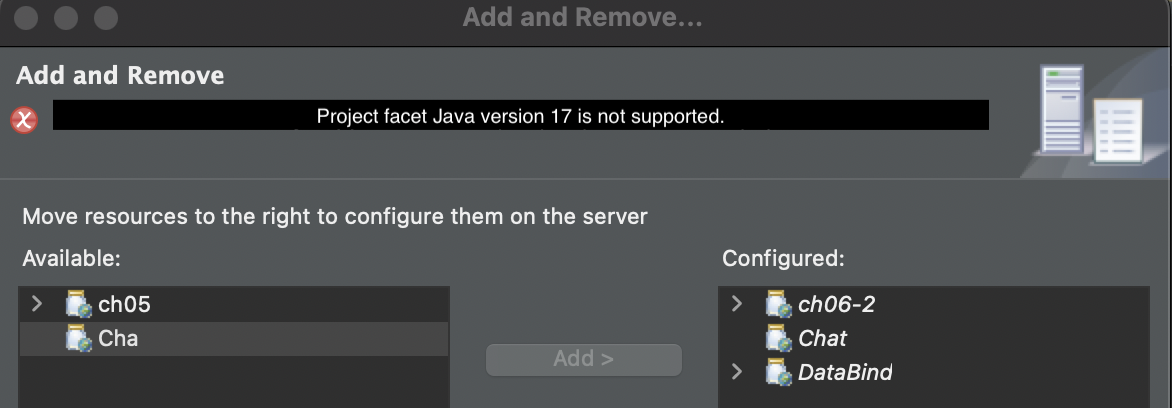 Add and Remove...
Add and Remove
Project facet Java version 17 is not supported.
Move resources to the right to configure them on the server
Available:
Configured:
ch05
Cha
Add >
ch06-2
Chat
DataBind